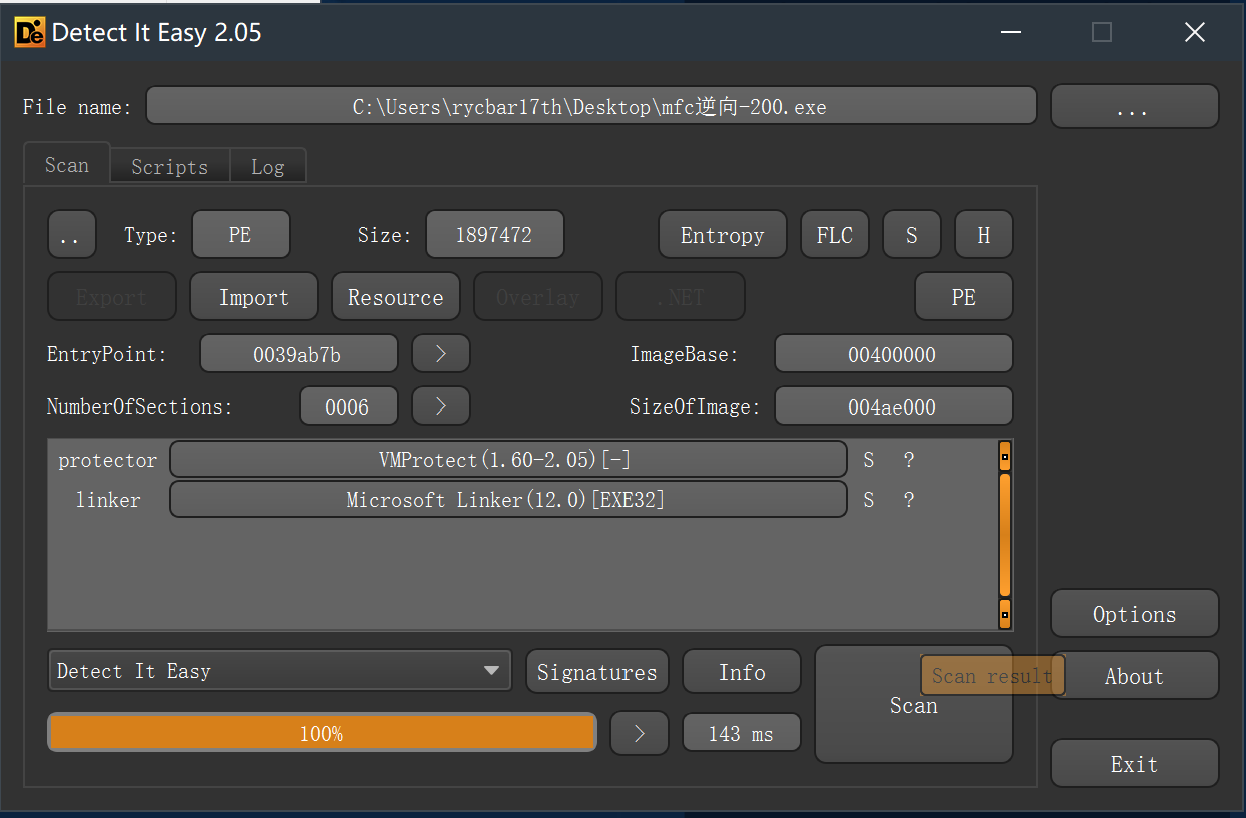 Detect It Easy 2.05
File name: C:\Users\rycbar17th\Desktop\mfc逆向-200.exe ...
Scan Scripts Log
.. Type: PE Size: 1897472 Entropy FLC S H
Export Import Resource Overlay .NET PE
EntryPoint: 0039ab7b > ImageBase: 00400000
NumberOfSections: 0006 > SizeOfImage: 004ae000
protector VMProtect(1.60-2.05)[-] S ?
linker Microsoft Linker(12.0)[EXE32] S ?
Options
Detect It Easy Signatures Info Scan result About
Scan
100% > 143 ms
Exit